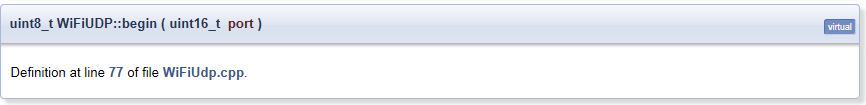 uint8_t WiFiUDP::begin ( uint16_t port )
virtual
Definition at line 77 of file WiFiUdp.cpp.